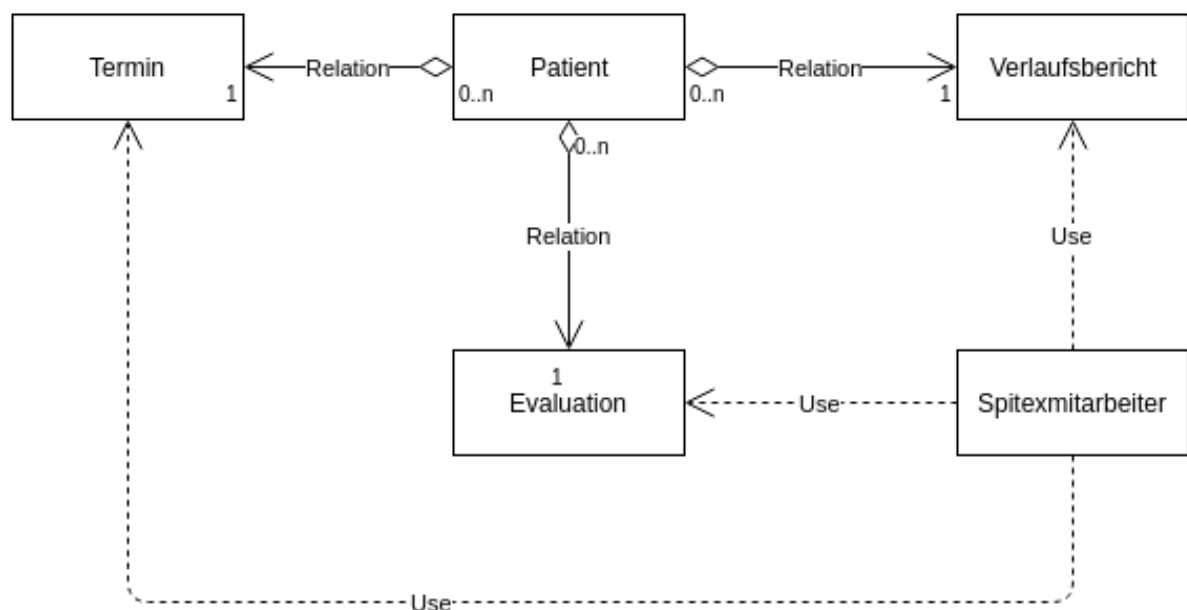 Termin
Relation
Patient
Relation
Verlaufsbericht
1
0..n
0..n
1
0..n
Relation
Use
1
Evaluation
Use
Spitexmitarbeiter
Use